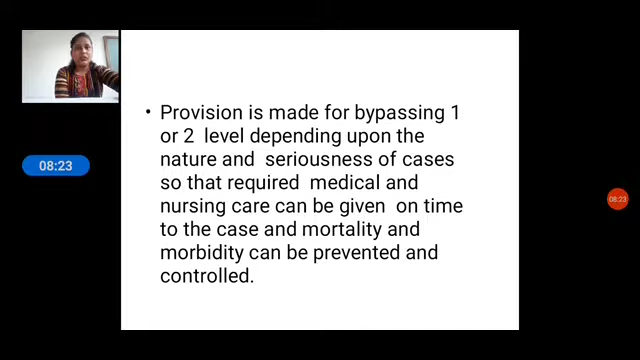 • Provision is made for bypassing 1
or 2 level depending upon the
nature and seriousness of cases
so that required medical and
nursing care can be given on time
to the case and mortality and
morbidity can be prevented and
controlled.
08:23
08:23